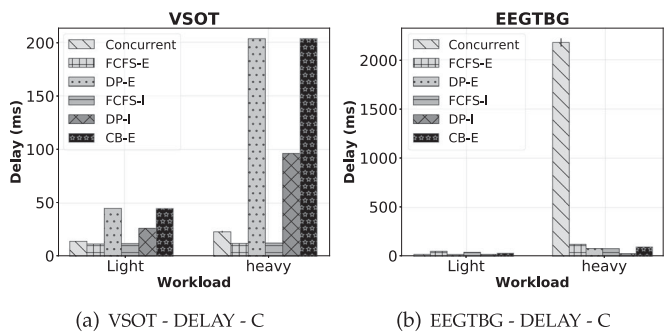 VSOT
Delay (ms)
200
150
100
50
0
Concurrent
FCFS-E
DP-E
FCFS-I
DP-I
CB-E
Light
heavy
Workload
(a) VSOT - DELAY - C
EEGTBG
Delay (ms)
2000
1500
1000
500
0
Concurrent
FCFS-E
DP-E
FCFS-I
DP-I
CB-E
Light
heavy
Workload
(b) EEGTBG - DELAY - C